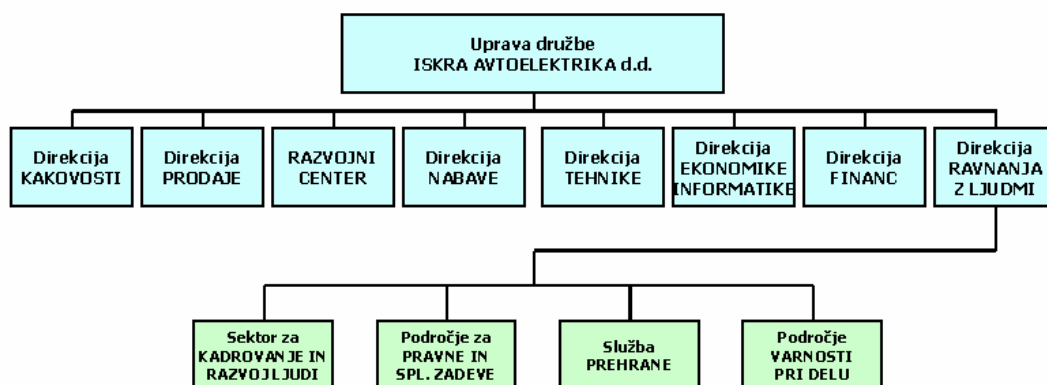 Uprava družbe
ISKRA AVTOELEKTRIKA d.d.
Direkcija
KAKOVOSTI
Direkcija
PRODAJE
RAZVOJNI
CENTER
Direkcija
NABAVE
Direkcija
TEHNIKE
Direkcija
EKONOMIKE
INFORMATIKE
Direkcija
FINANC
Direkcija
RAVNANJA
Z LJUDMI
Sektor za
KADROVANJE IN
RAZVOJ LJUDI
Področje za
PRAVNE IN
SPL. ZADEVE
Služba
PREHRANE
Področje
VARNOSTI
PRI DELU